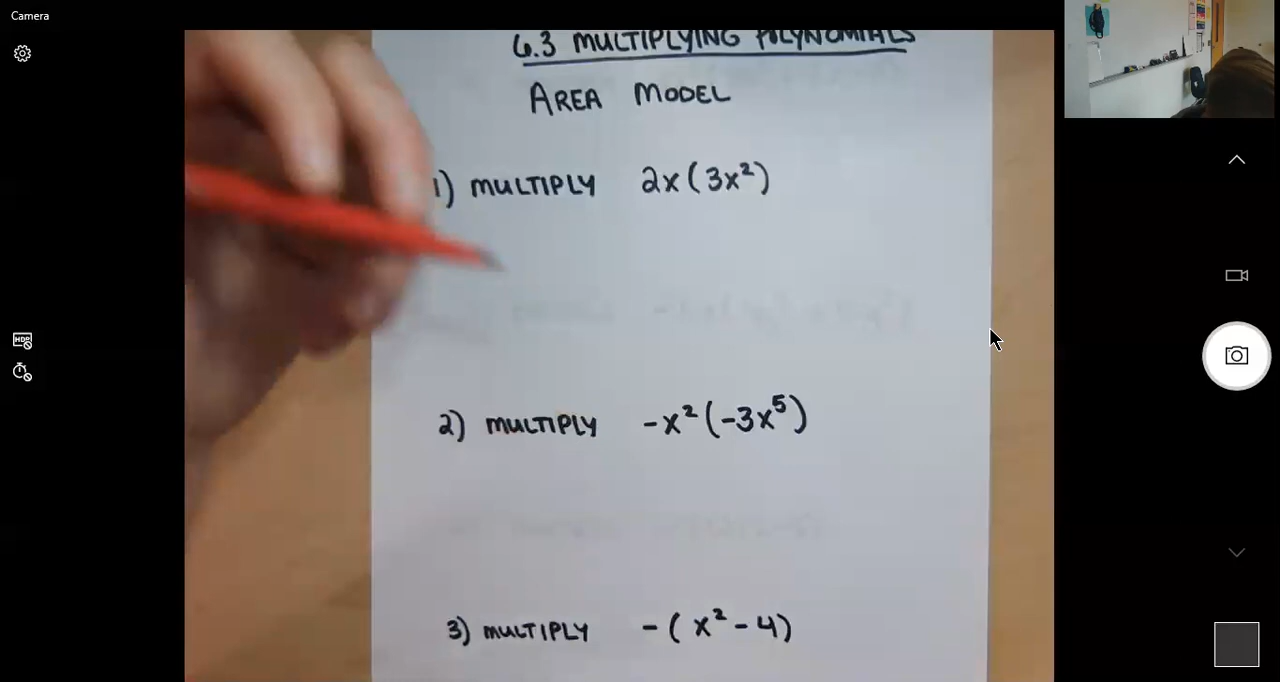 Camera
6.3 MULTIPLYING POLYNOMIALS
AREA MODEL
1) MULTIPLY 2x(3x²)
2) MULTIPLY -x²(-3x⁵)
3) MULTIPLY -(x²-4)